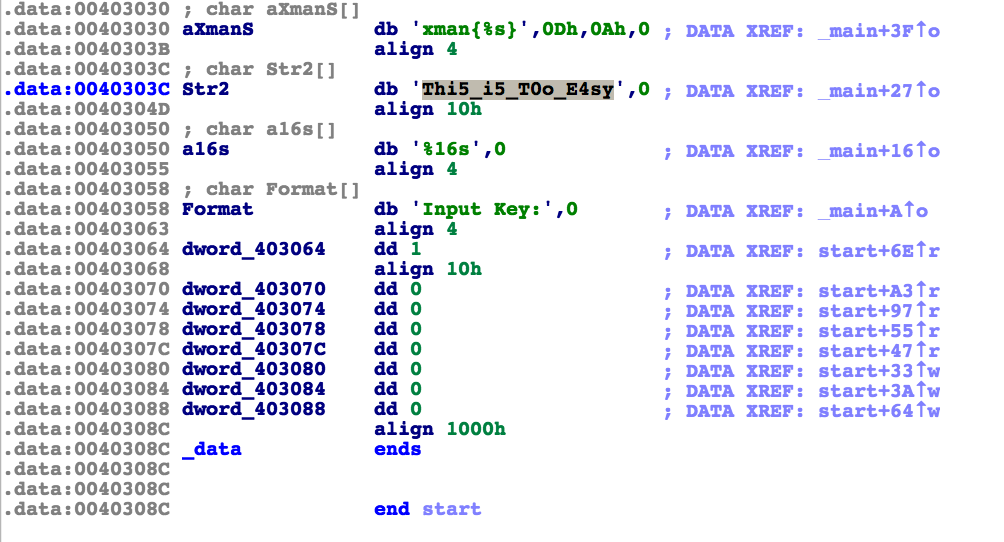 .data:00403030 ; char aXmanS[]
.data:00403030 aXmanS db 'xman{%s}',0Dh,0Ah,0 ; DATA XREF: _main+3F↑o
.data:0040303B align 4
.data:0040303C ; char Str2[]
.data:0040303C Str2 db 'Thi5_i5_T0o_E4sy',0 ; DATA XREF: _main+27↑o
.data:0040304D align 10h
.data:00403050 ; char a16s[]
.data:00403050 a16s db '%16s',0 ; DATA XREF: _main+16↑o
.data:00403055 align 4
.data:00403058 ; char Format[]
.data:00403058 Format db 'Input Key:',0 ; DATA XREF: _main+A↑o
.data:00403063 align 4
.data:00403064 dword_403064 dd 1 ; DATA XREF: start+6E↑r
.data:00403068 align 10h
.data:00403070 dword_403070 dd 0 ; DATA XREF: start+A3↑r
.data:00403074 dword_403074 dd 0 ; DATA XREF: start+97↑r
.data:00403078 dword_403078 dd 0 ; DATA XREF: start+55↑r
.data:0040307C dword_40307C dd 0 ; DATA XREF: start+47↑r
.data:00403080 dword_403080 dd 0 ; DATA XREF: start+33↑w
.data:00403084 dword_403084 dd 0 ; DATA XREF: start+3A↑w
.data:00403088 dword_403088 dd 0 ; DATA XREF: start+64↑w
.data:0040308C align 1000h
.data:0040308C _data ends
.data:0040308C
.data:0040308C
.data:0040308C end start